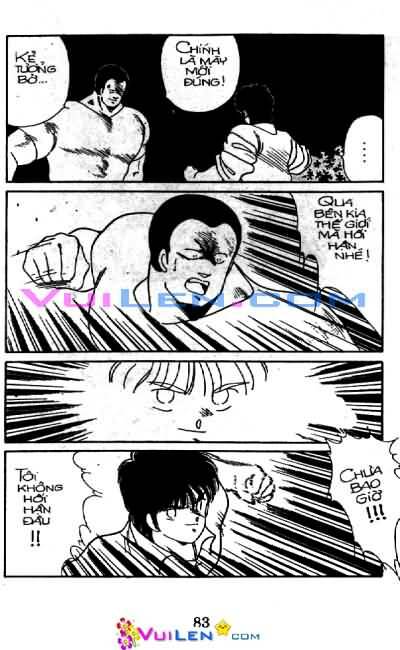 KẺ
TƯỞNG
BỞ...
CHÍNH
LÀ MÀY
MỚI
ĐÚNG!
....
QUA
BÊN KIA
THẾ GIỚI
MÀ HỐI
HẬN
NHÉ!
VUILEN.COM
TÔI
KHÔNG
HỐI
HẬN
ĐÂU
!!
CHƯA
BAO
GIỜ
!!!
83
VUILEN.COM